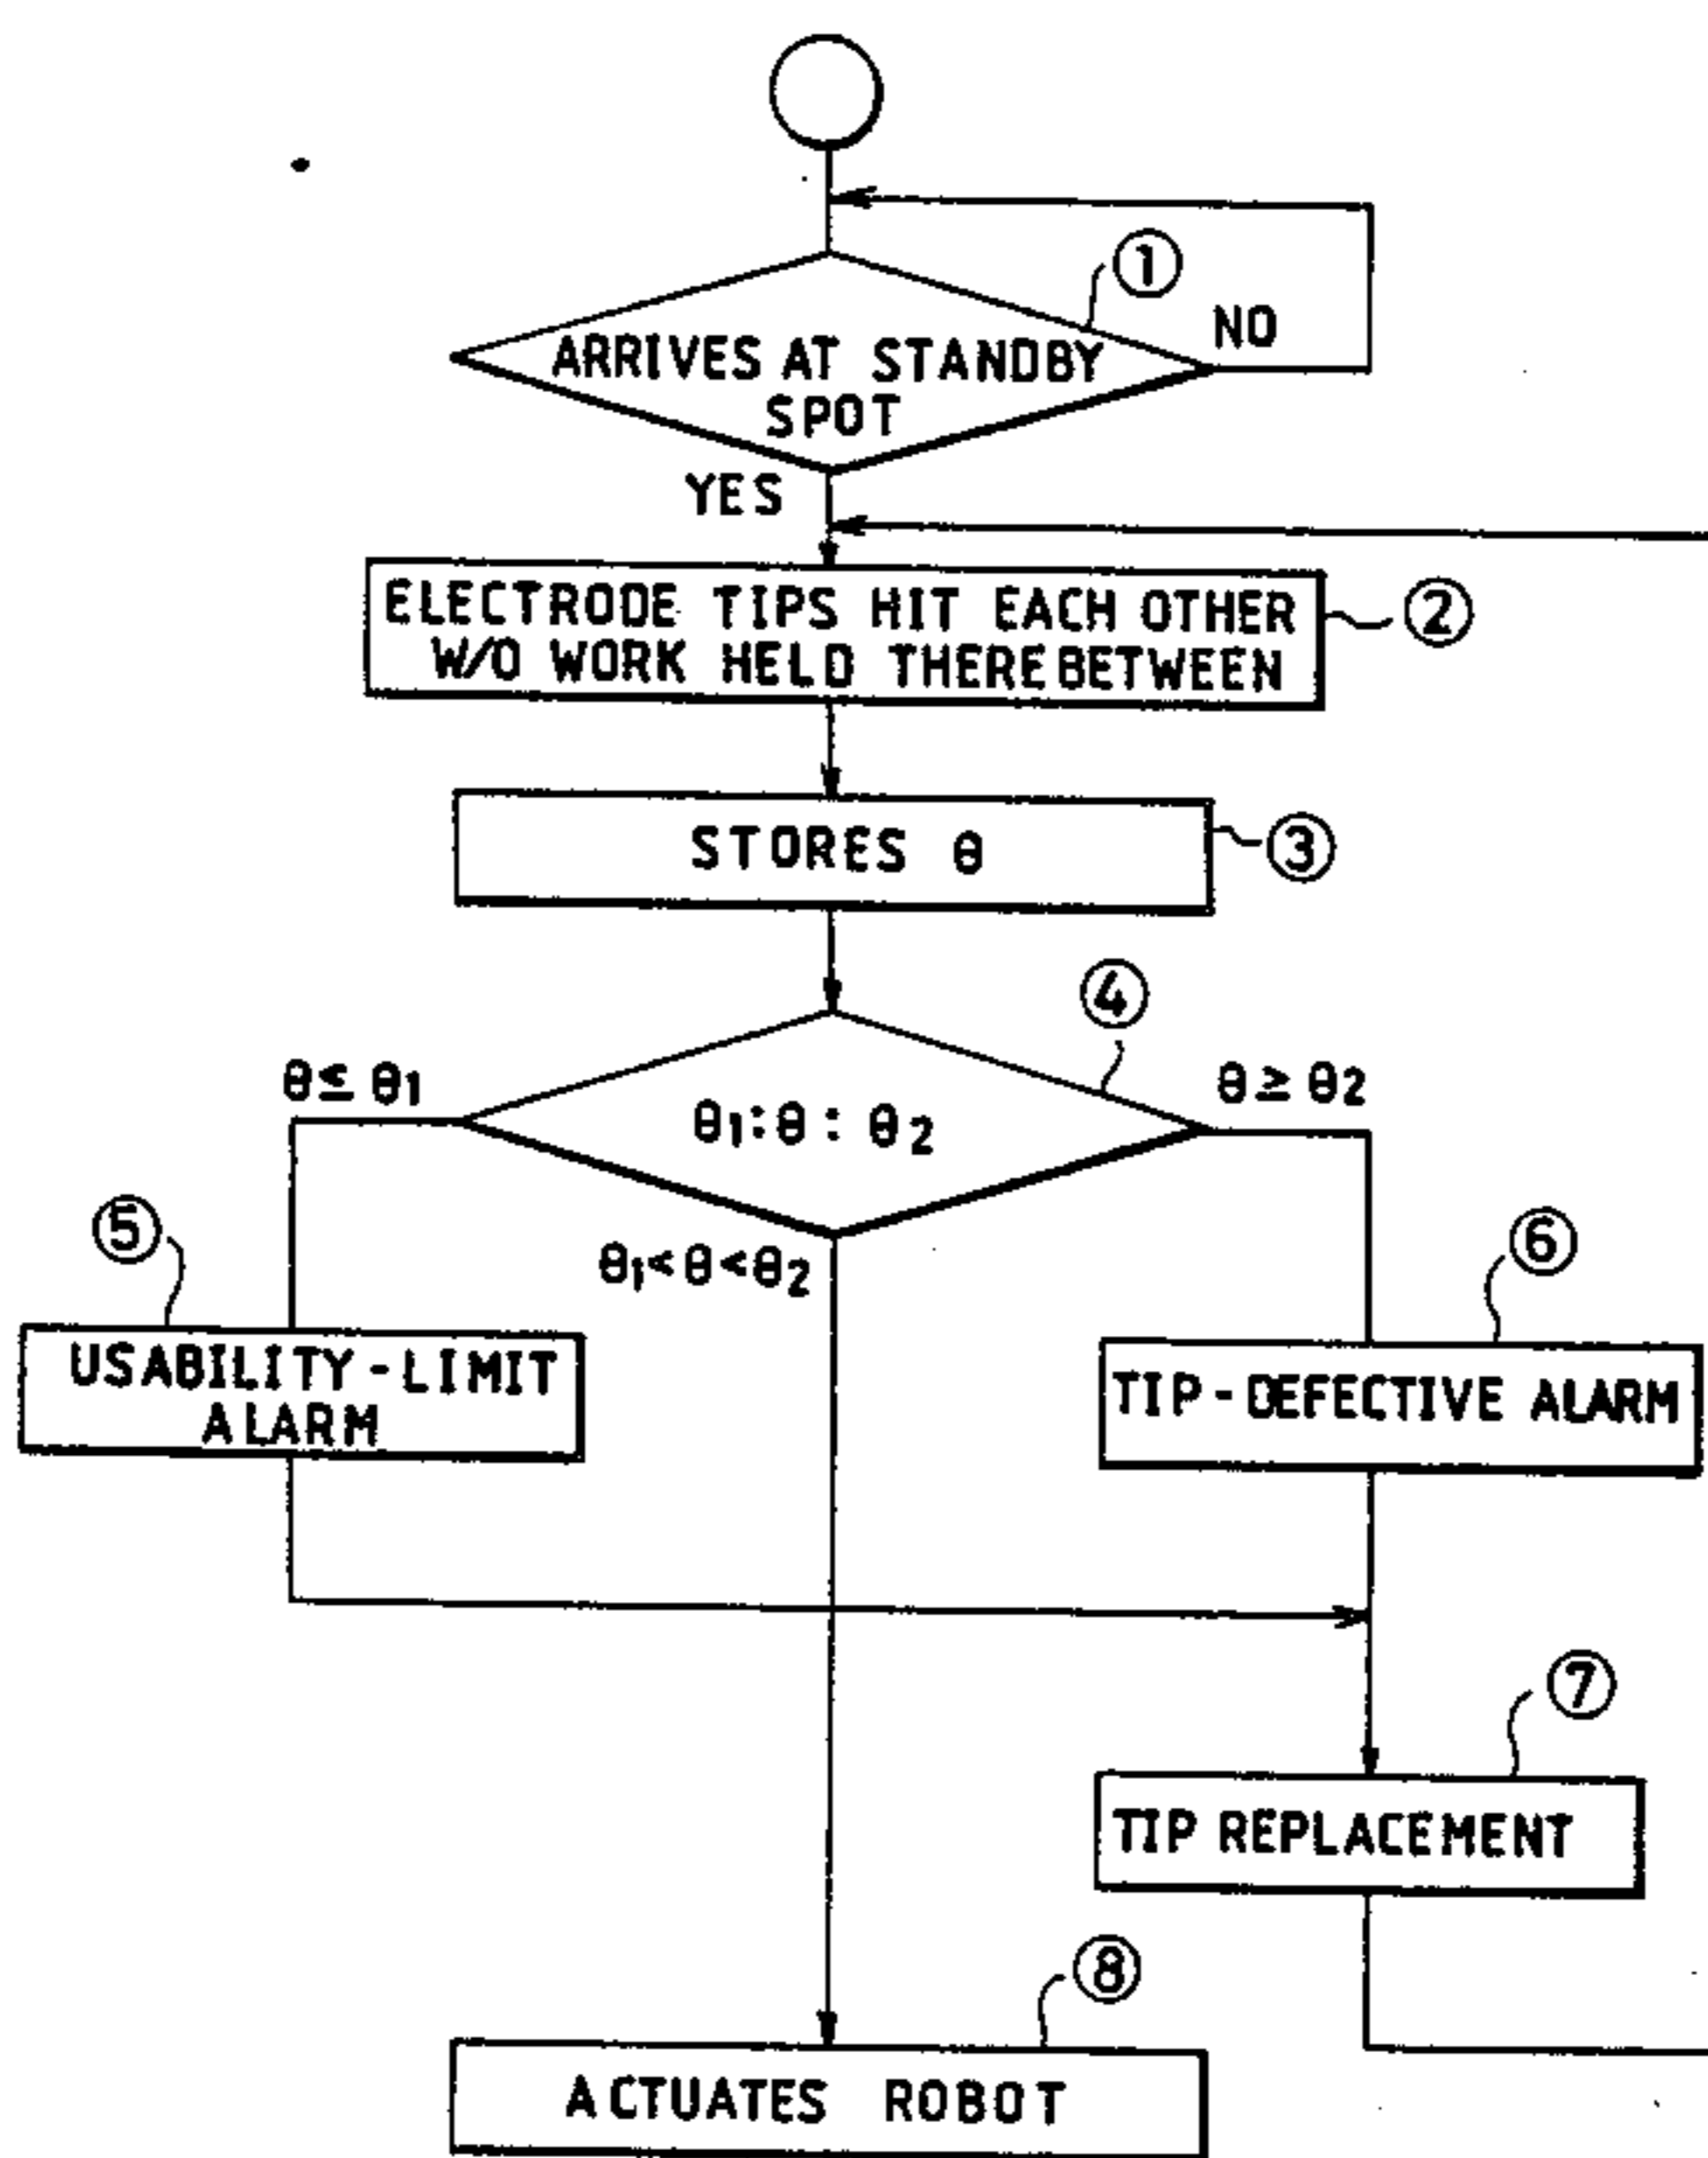 ①
NO
ARRIVES AT STANDBY
SPOT
YES
ELECTRODE TIPS HIT EACH OTHER
W/O WORK HELD THEREBETWEEN
②
STORES θ
③
④
θ≤θ1
θ1:θ:θ2
θ≥θ2
⑤
θ1<θ<θ2
⑥
USABILITY-LIMIT
ALARM
TIP-DEFECTIVE ALARM
⑦
TIP REPLACEMENT
⑧
ACTUATES ROBOT